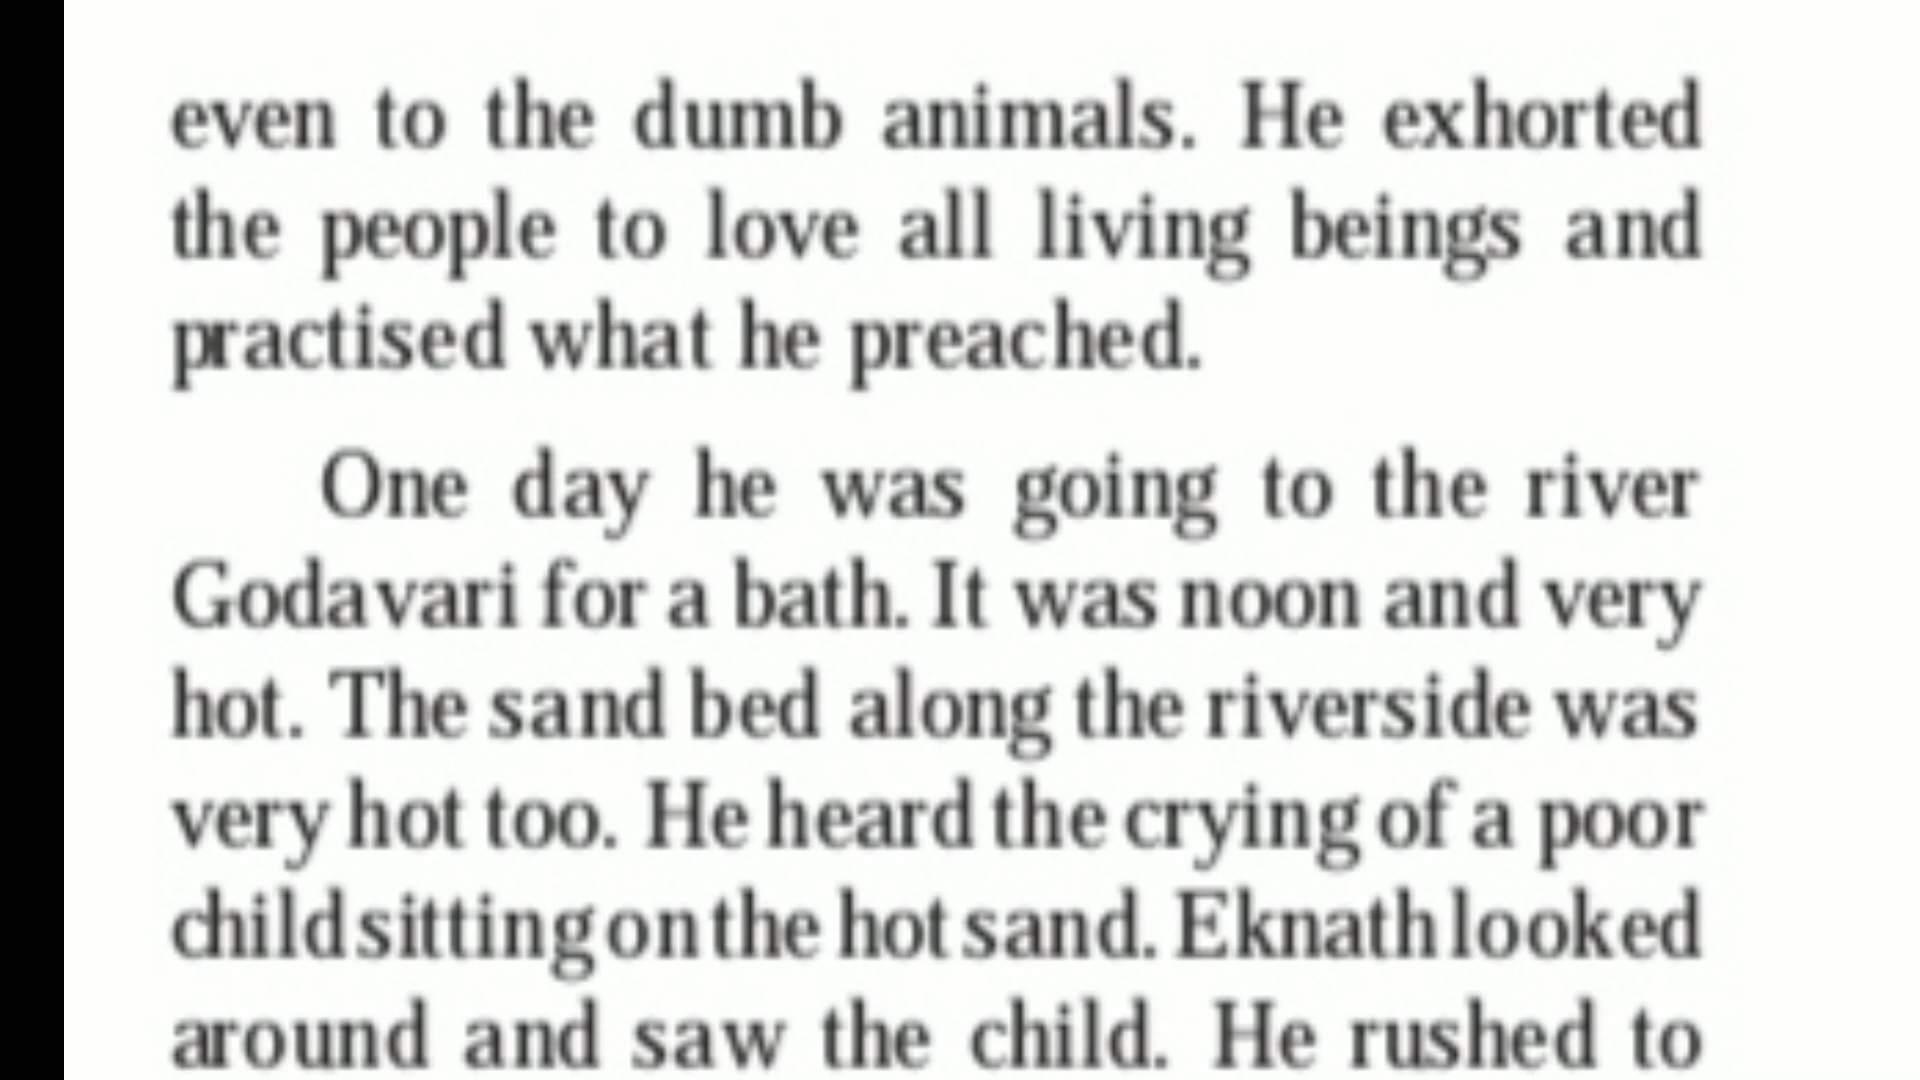 even to the dumb animals. He exhorted
the people to love all living beings and
practised what he preached.
One day he was going to the river
Godavari for a bath. It was noon and very
hot. The sand bed along the riverside was
very hot too. He heard the crying of a poor
child sitting on the hot sand. Eknath looked
around and saw the child. He rushed to